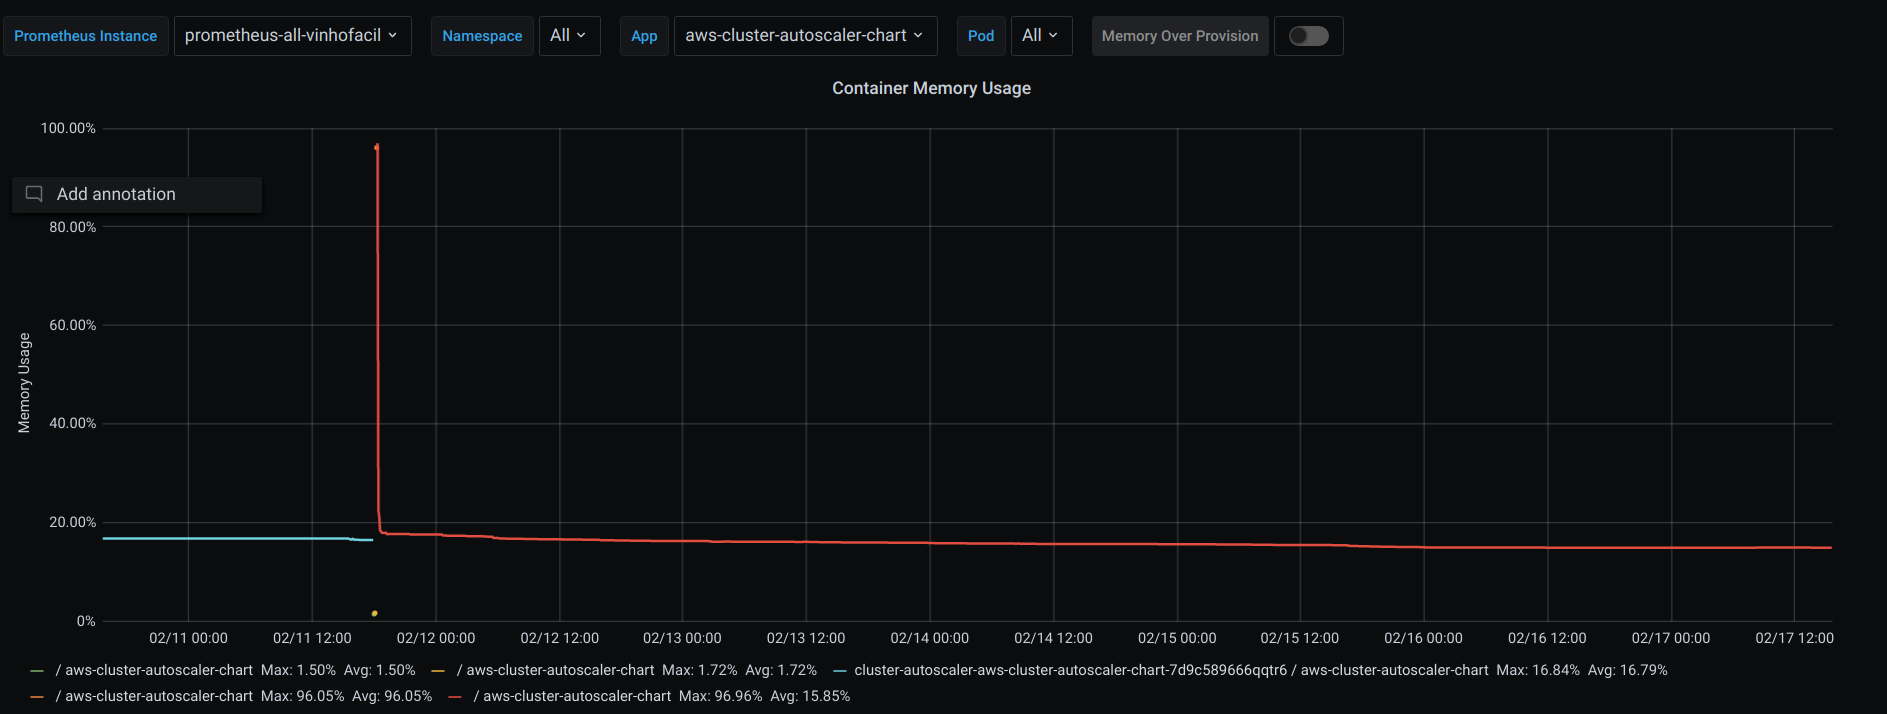 Prometheus Instance prometheus-all-vinhofacil Namespace All App aws-cluster-autoscaler-chart Pod All Memory Over Provision
Container Memory Usage
100.00%
Add annotation
80.00%
60.00%
Memory Usage
40.00%
20.00%
0%
02/11 00:00 02/11 12:00 02/12 00:00 02/12 12:00 02/13 00:00 02/13 12:00 02/14 00:00 02/14 12:00 02/15 00:00 02/15 12:00 02/16 00:00 02/16 12:00 02/17 00:00 02/17 12:00
/ aws-cluster-autoscaler-chart Max: 1.50% Avg: 1.50% / aws-cluster-autoscaler-chart Max: 1.72% Avg: 1.72% cluster-autoscaler-aws-cluster-autoscaler-chart-7d9c589666qqtr6 / aws-cluster-autoscaler-chart Max: 16.84% Avg: 16.79%
/ aws-cluster-autoscaler-chart Max: 96.05% Avg: 96.05% / aws-cluster-autoscaler-chart Max: 96.96% Avg: 15.85%